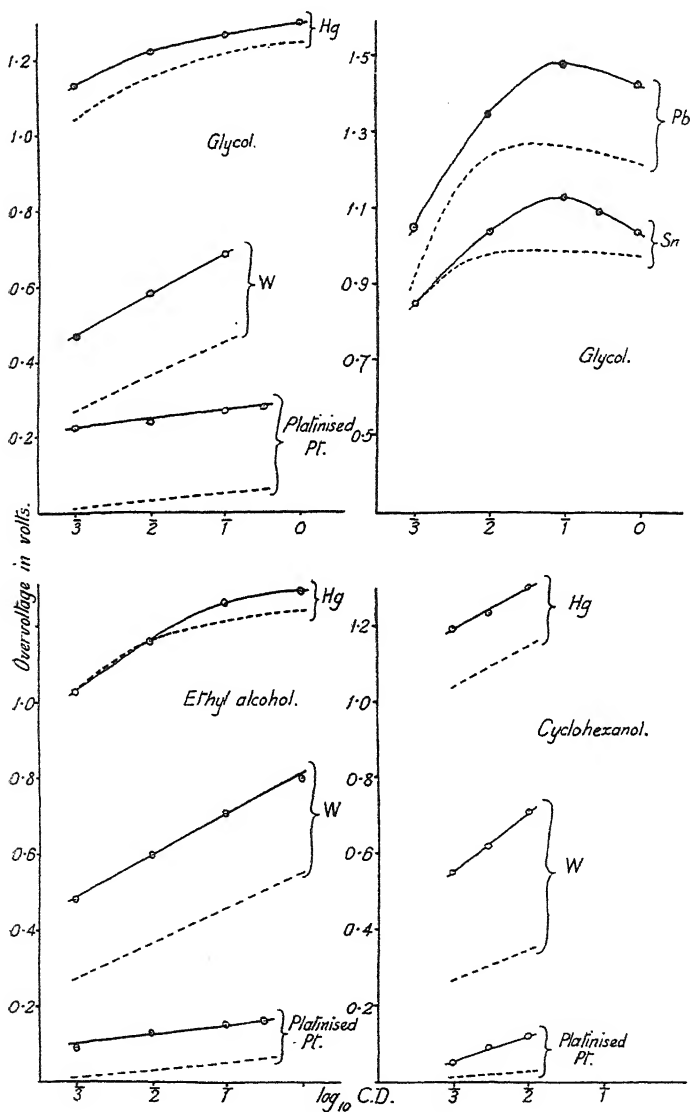 Overvoltage in volts.
1.2
1.0
0.8
0.6
0.4
0.2
Hg
Glycol.
W
Platinised
Pt.
3̄ 2̄ 1̄ 0
1.5
1.3
1.1
0.9
0.7
0.5
Pb
Sn
Glycol.
3̄ 2̄ 1̄ 0
1.0
0.8
0.6
0.4
0.2
Hg
Ethyl alcohol.
W
Platinised
Pt.
3̄ 2̄ 1̄
1.2
1.0
0.8
0.6
0.4
0.2
Hg
Cyclohexanol.
W
Platinised
Pt.
3̄ 2̄ 1̄
log₁₀ C.D.